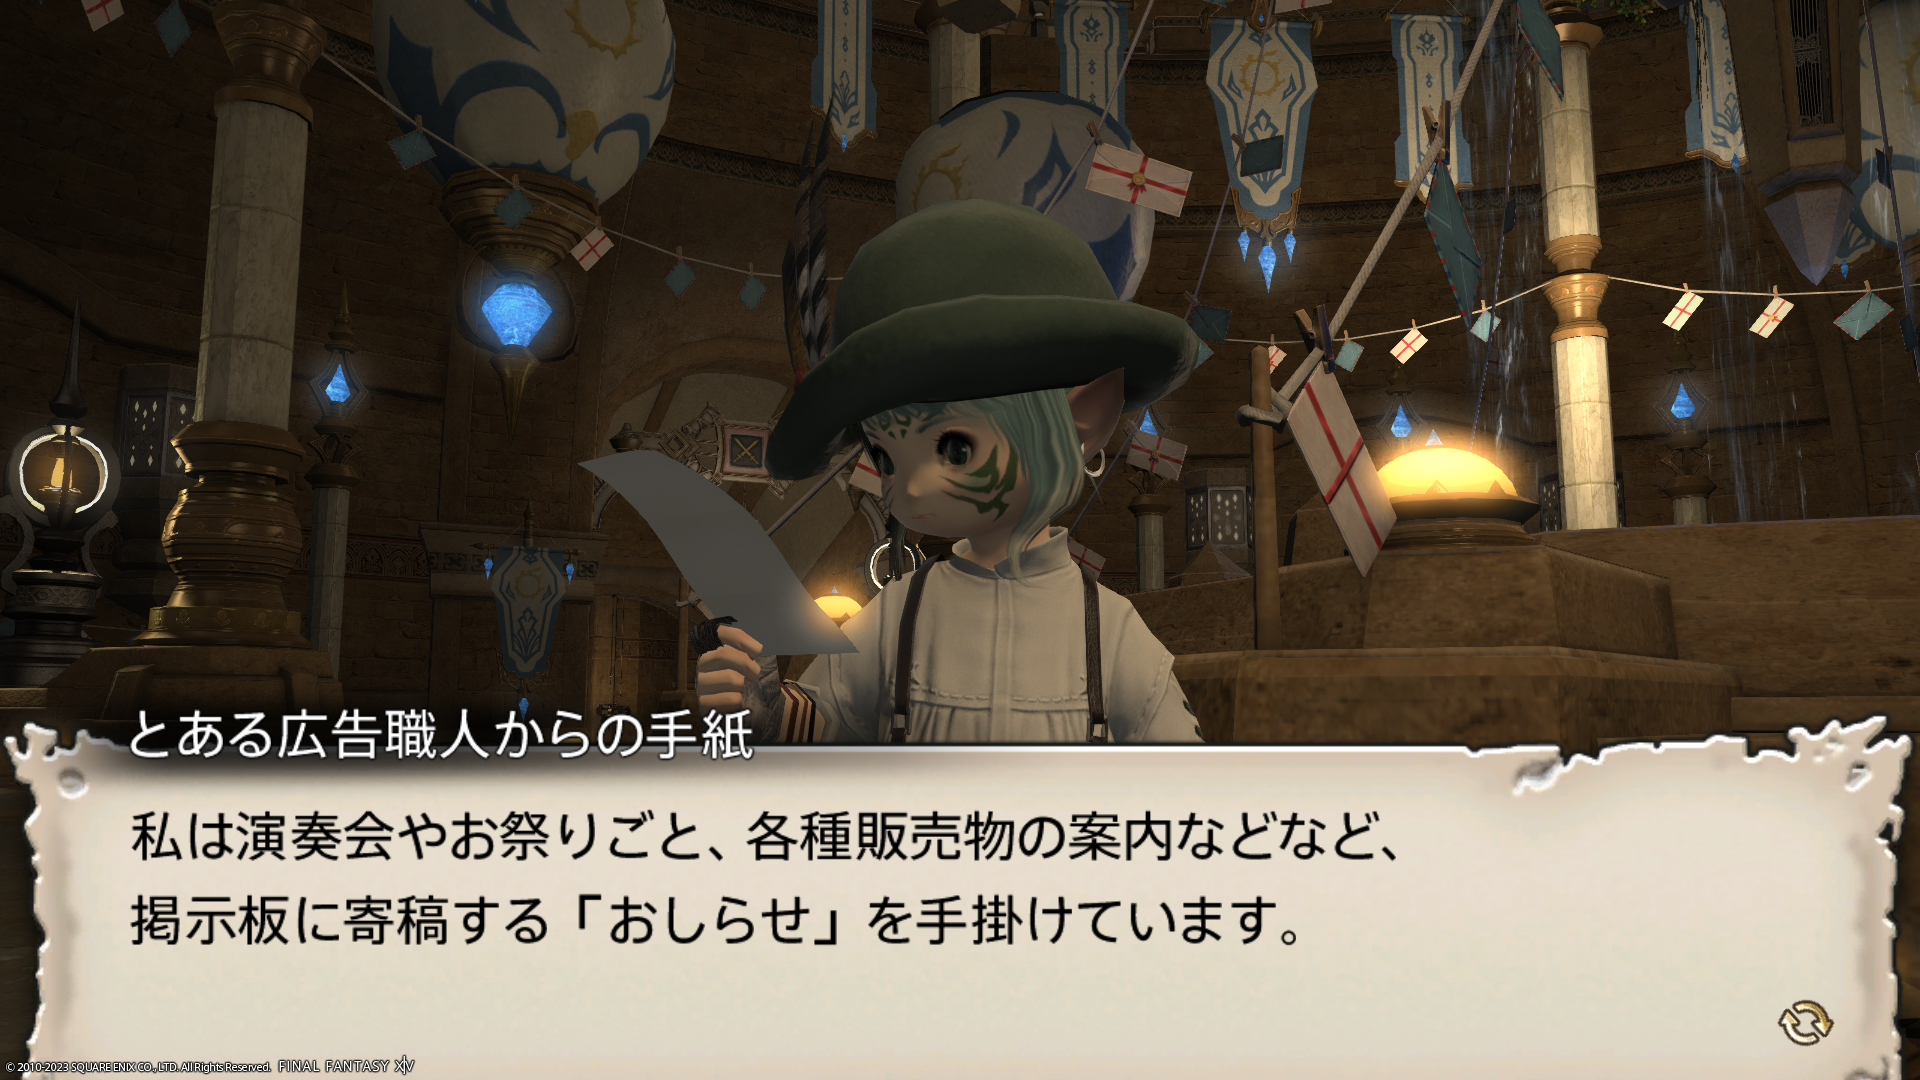 とある広告職人からの手紙
私は演奏会やお祭りごと、各種販売物の案内などなど、
掲示板に寄稿する「おしらせ」を手掛けています。
© 2010-2023 SQUARE ENIX CO., LTD. All Rights Reserved. FINAL FANTASY XIV